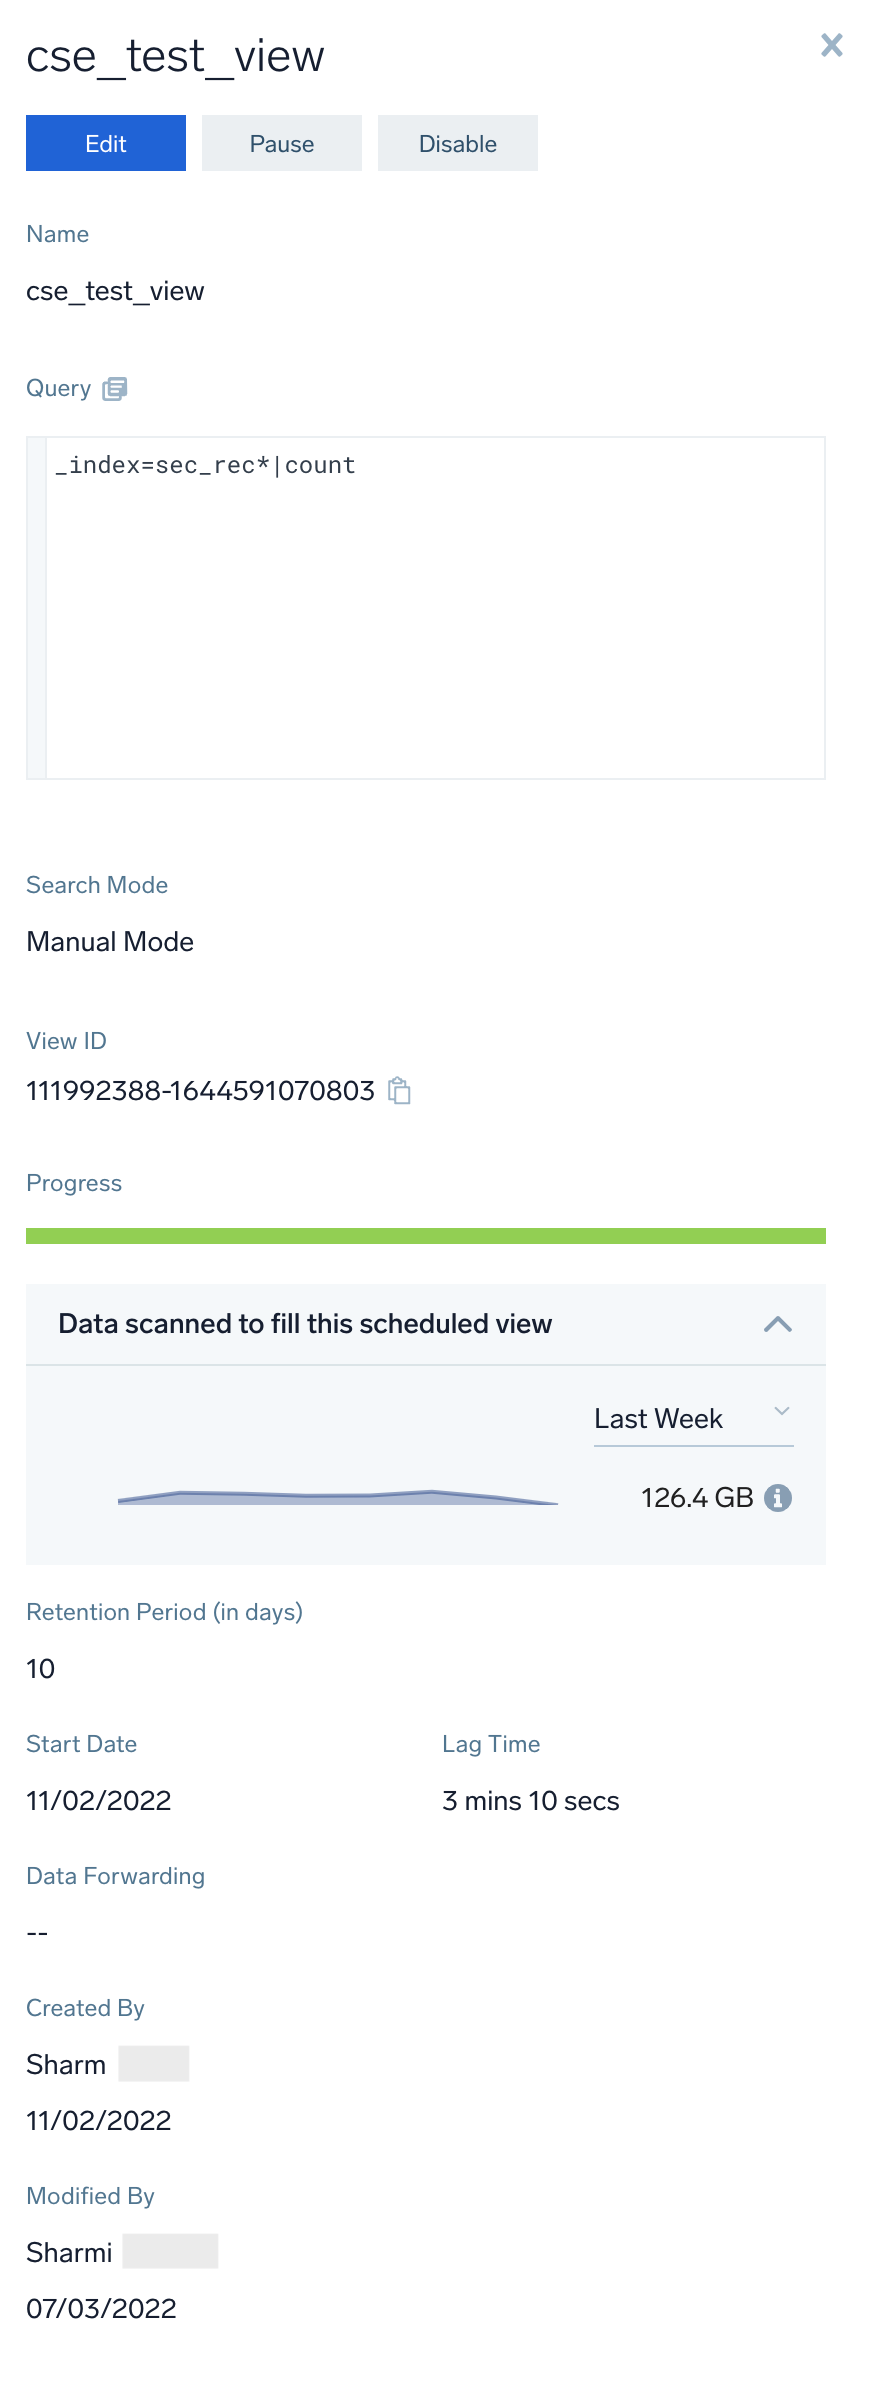 cse_test_view
Edit Pause Disable
Name
cse_test_view
Query
_index=sec_rec*|count
Search Mode
Manual Mode
View ID
111992388-1644591070803
Progress
Data scanned to fill this scheduled view
Last Week
126.4 GB
Retention Period (in days)
10
Start Date Lag Time
11/02/2022 3 mins 10 secs
Data Forwarding
--
Created By
Sharm
11/02/2022
Modified By
Sharmi
07/03/2022